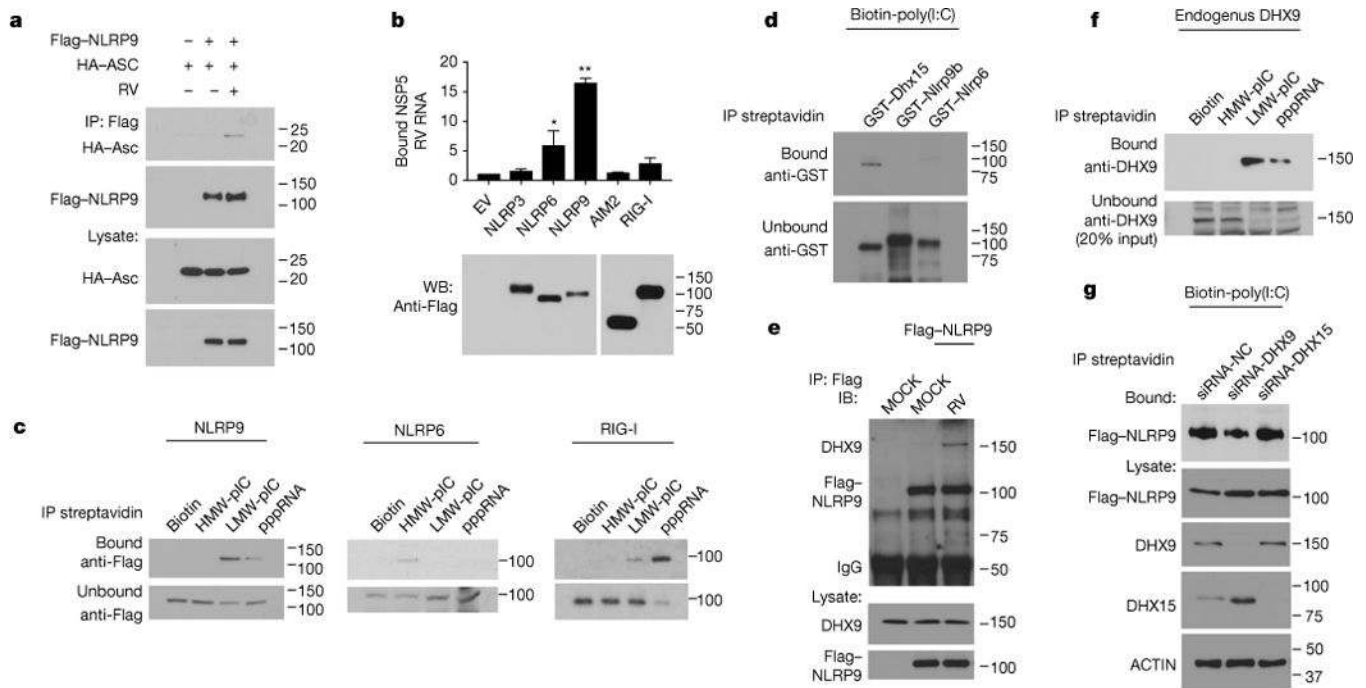 a
Flag–NLRP9 – + +
HA–ASC + + +
RV – – +
IP: Flag
HA–Asc
–25
–20
Flag–NLRP9
–150
–100
Lysate:
HA–Asc
–25
–20
Flag–NLRP9
–150
–100
b
Bound NSP5
RV RNA
20
15
10
5
0
*
**
EV
NLRP3
NLRP6
NLRP9
AIM2
RIG-I
WB:
Anti-Flag
–150
–100
–75
–50
c
NLRP9
IP streptavidin
Biotin
HMW-pIC
LMW-pIC
pppRNA
Bound
anti-Flag
–150
–100
Unbound
anti-Flag
–150
–100
NLRP6
Biotin
HMW-pIC
LMW-pIC
pppRNA
–100
–100
RIG-I
Biotin
HMW-pIC
LMW-pIC
pppRNA
–100
–100
d
Biotin-poly(I:C)
IP streptavidin
GST–Dhx15
GST–Nlrp9b
GST–Nlrp6
Bound
anti-GST
–150
–100
–75
Unbound
anti-GST
–150
–100
–75
e
Flag–NLRP9
IP: Flag
IB:
MOCK
MOCK
RV
DHX9
–150
Flag–
NLRP9
–100
–75
IgG
–50
Lysate:
DHX9
–150
Flag–
NLRP9
–100
f
Endogenus DHX9
IP streptavidin
Biotin
HMW-pIC
LMW-pIC
pppRNA
Bound
anti-DHX9
–150
Unbound
anti-DHX9
(20% input)
–150
g
Biotin-poly(I:C)
IP streptavidin
siRNA-NC
siRNA-DHX9
siRNA-DHX15
Bound:
Flag–NLRP9
–100
Lysate:
Flag–NLRP9
–100
DHX9
–150
DHX15
–100
–75
ACTIN
–50
–37